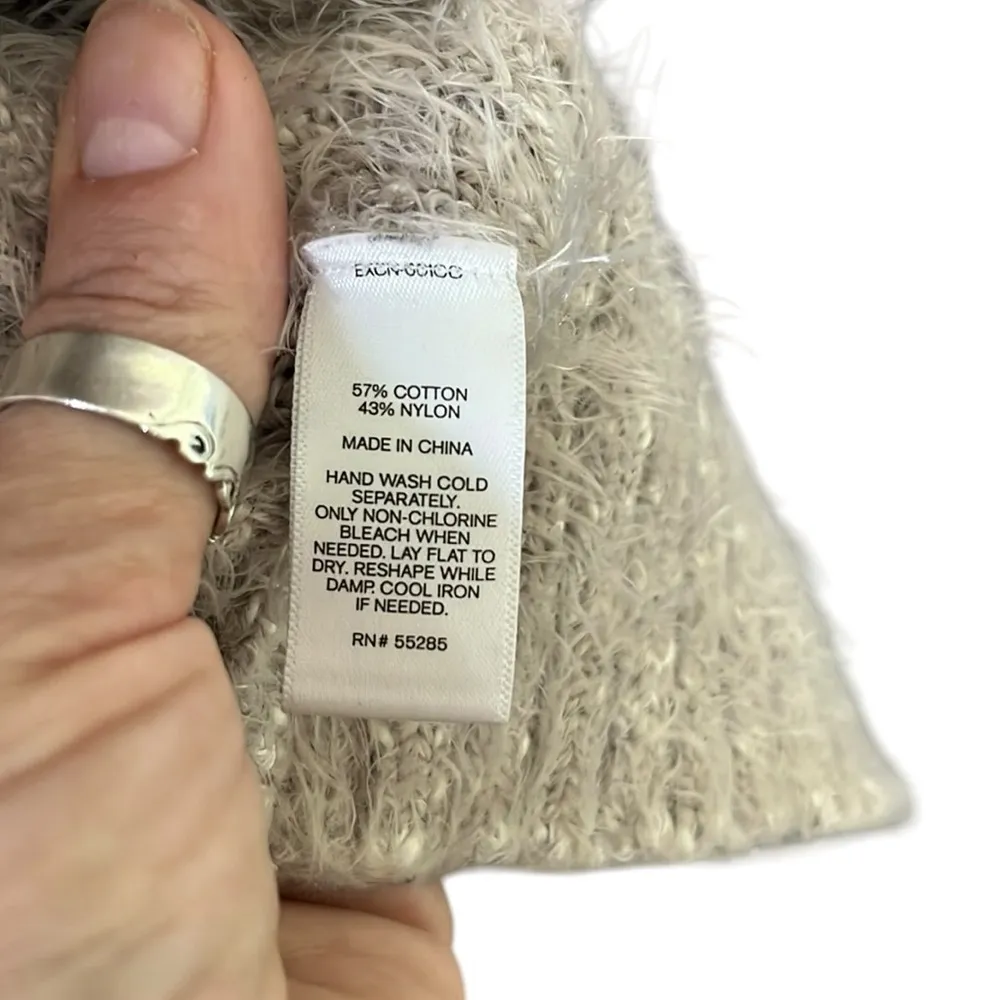 57% COTTON
43% NYLON
MADE IN CHINA
HAND WASH COLD
SEPARATELY.
ONLY NON-CHLORINE
BLEACH WHEN
NEEDED. LAY FLAT TO
DRY. RESHAPE WHILE
DAMP. COOL IRON
IF NEEDED.
RN# 55285